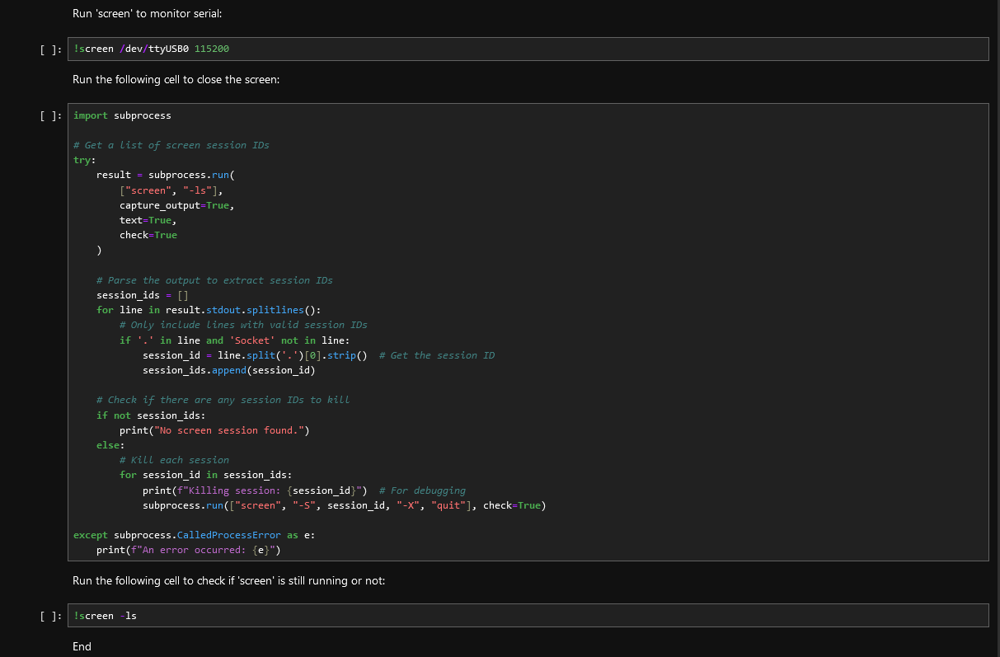 Run 'screen' to monitor serial:
[ ]: !screen /dev/ttyUSB0 115200
Run the following cell to close the screen:
[ ]: import subprocess
# Get a list of screen session IDs
try:
    result = subprocess.run(
        ["screen", "-ls"],
        capture_output=True,
        text=True,
        check=True
    )
    # Parse the output to extract session IDs
    session_ids = []
    for line in result.stdout.splitlines():
        # Only include lines with valid session IDs
        if '.' in line and 'Socket' not in line:
            session_id = line.split('.')[0].strip()  # Get the session ID
            session_ids.append(session_id)
    # Check if there are any session IDs to kill
    if not session_ids:
        print("No screen session found.")
    else:
        # Kill each session
        for session_id in session_ids:
            print(f"Killing session: {session_id}")  # For debugging
            subprocess.run(["screen", "-S", session_id, "-X", "quit"], check=True)
except subprocess.CalledProcessError as e:
    print(f"An error occurred: {e}")
Run the following cell to check if 'screen' is still running or not:
[ ]: !screen -ls
End